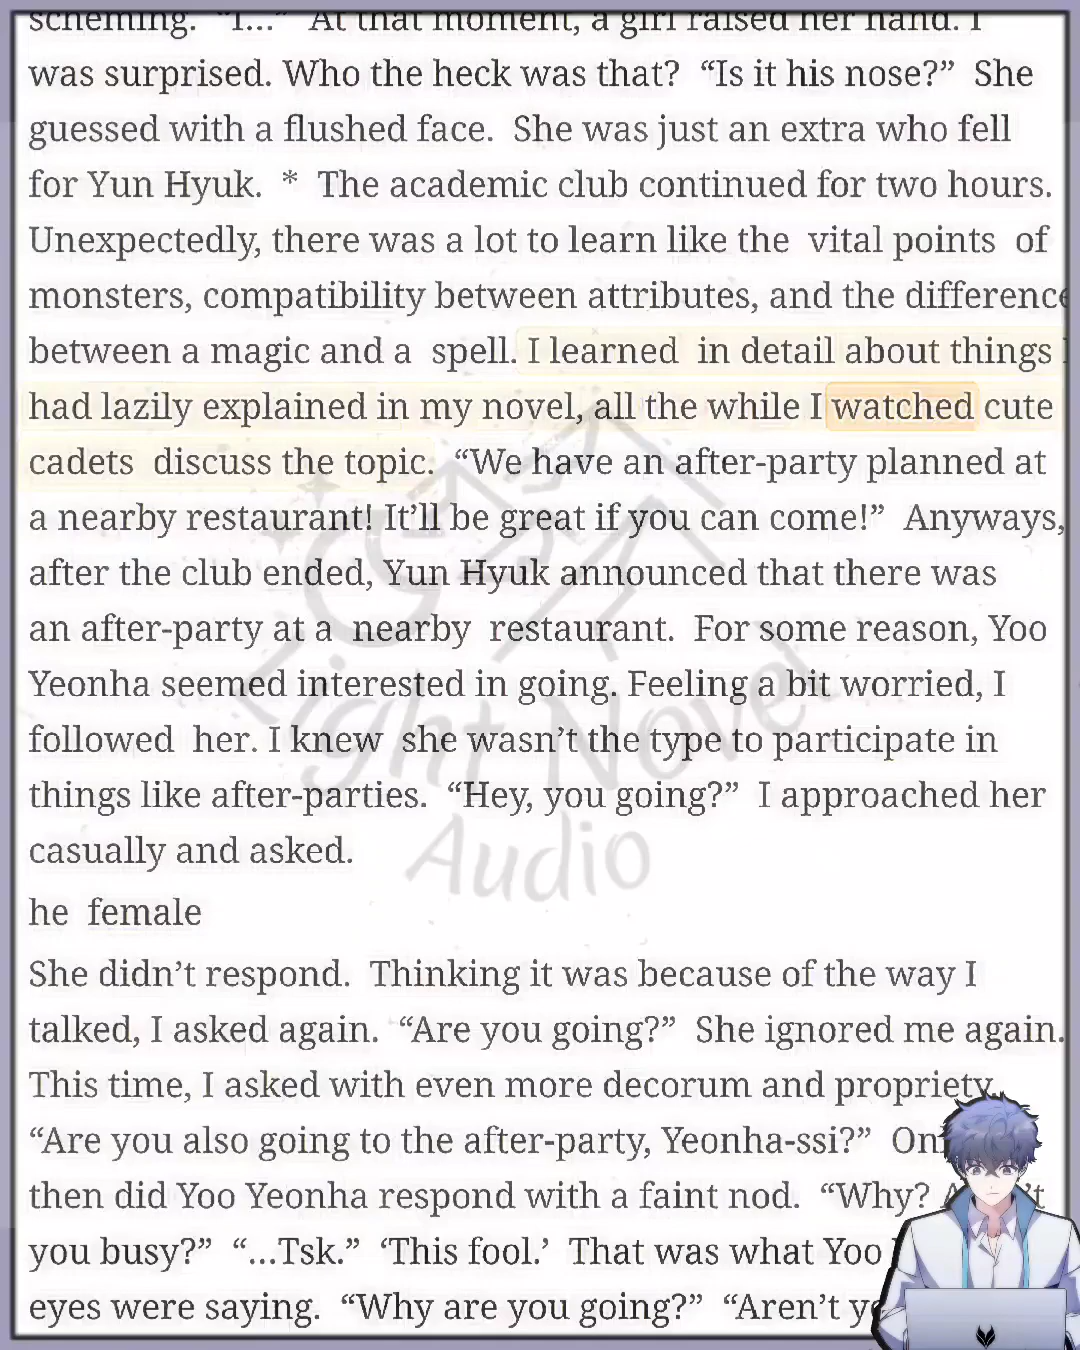 scheming. “I...” At that moment, a girl raised her hand. I
was surprised. Who the heck was that? “Is it his nose?” She
guessed with a flushed face. She was just an extra who fell
for Yun Hyuk. * The academic club continued for two hours.
Unexpectedly, there was a lot to learn like the vital points of
monsters, compatibility between attributes, and the difference
between a magic and a spell. I learned in detail about things
had lazily explained in my novel, all the while I watched cute
cadets discuss the topic. “We have an after-party planned at
a nearby restaurant! It’ll be great if you can come!” Anyways,
after the club ended, Yun Hyuk announced that there was
an after-party at a nearby restaurant. For some reason, Yoo
Yeonha seemed interested in going. Feeling a bit worried, I
followed her. I knew she wasn’t the type to participate in
things like after-parties. “Hey, you going?” I approached her
casually and asked.
he female
She didn’t respond. Thinking it was because of the way I
talked, I asked again. “Are you going?” She ignored me again.
This time, I asked with even more decorum and propriety.
“Are you also going to the after-party, Yeonha-ssi?”
then did Yoo Yeonha respond with a faint nod. “Why?
you busy?” “...Tsk.” ‘This fool.’ That was what Yoo
eyes were saying. “Why are you going?” “Aren’t
Light Novel
Audio